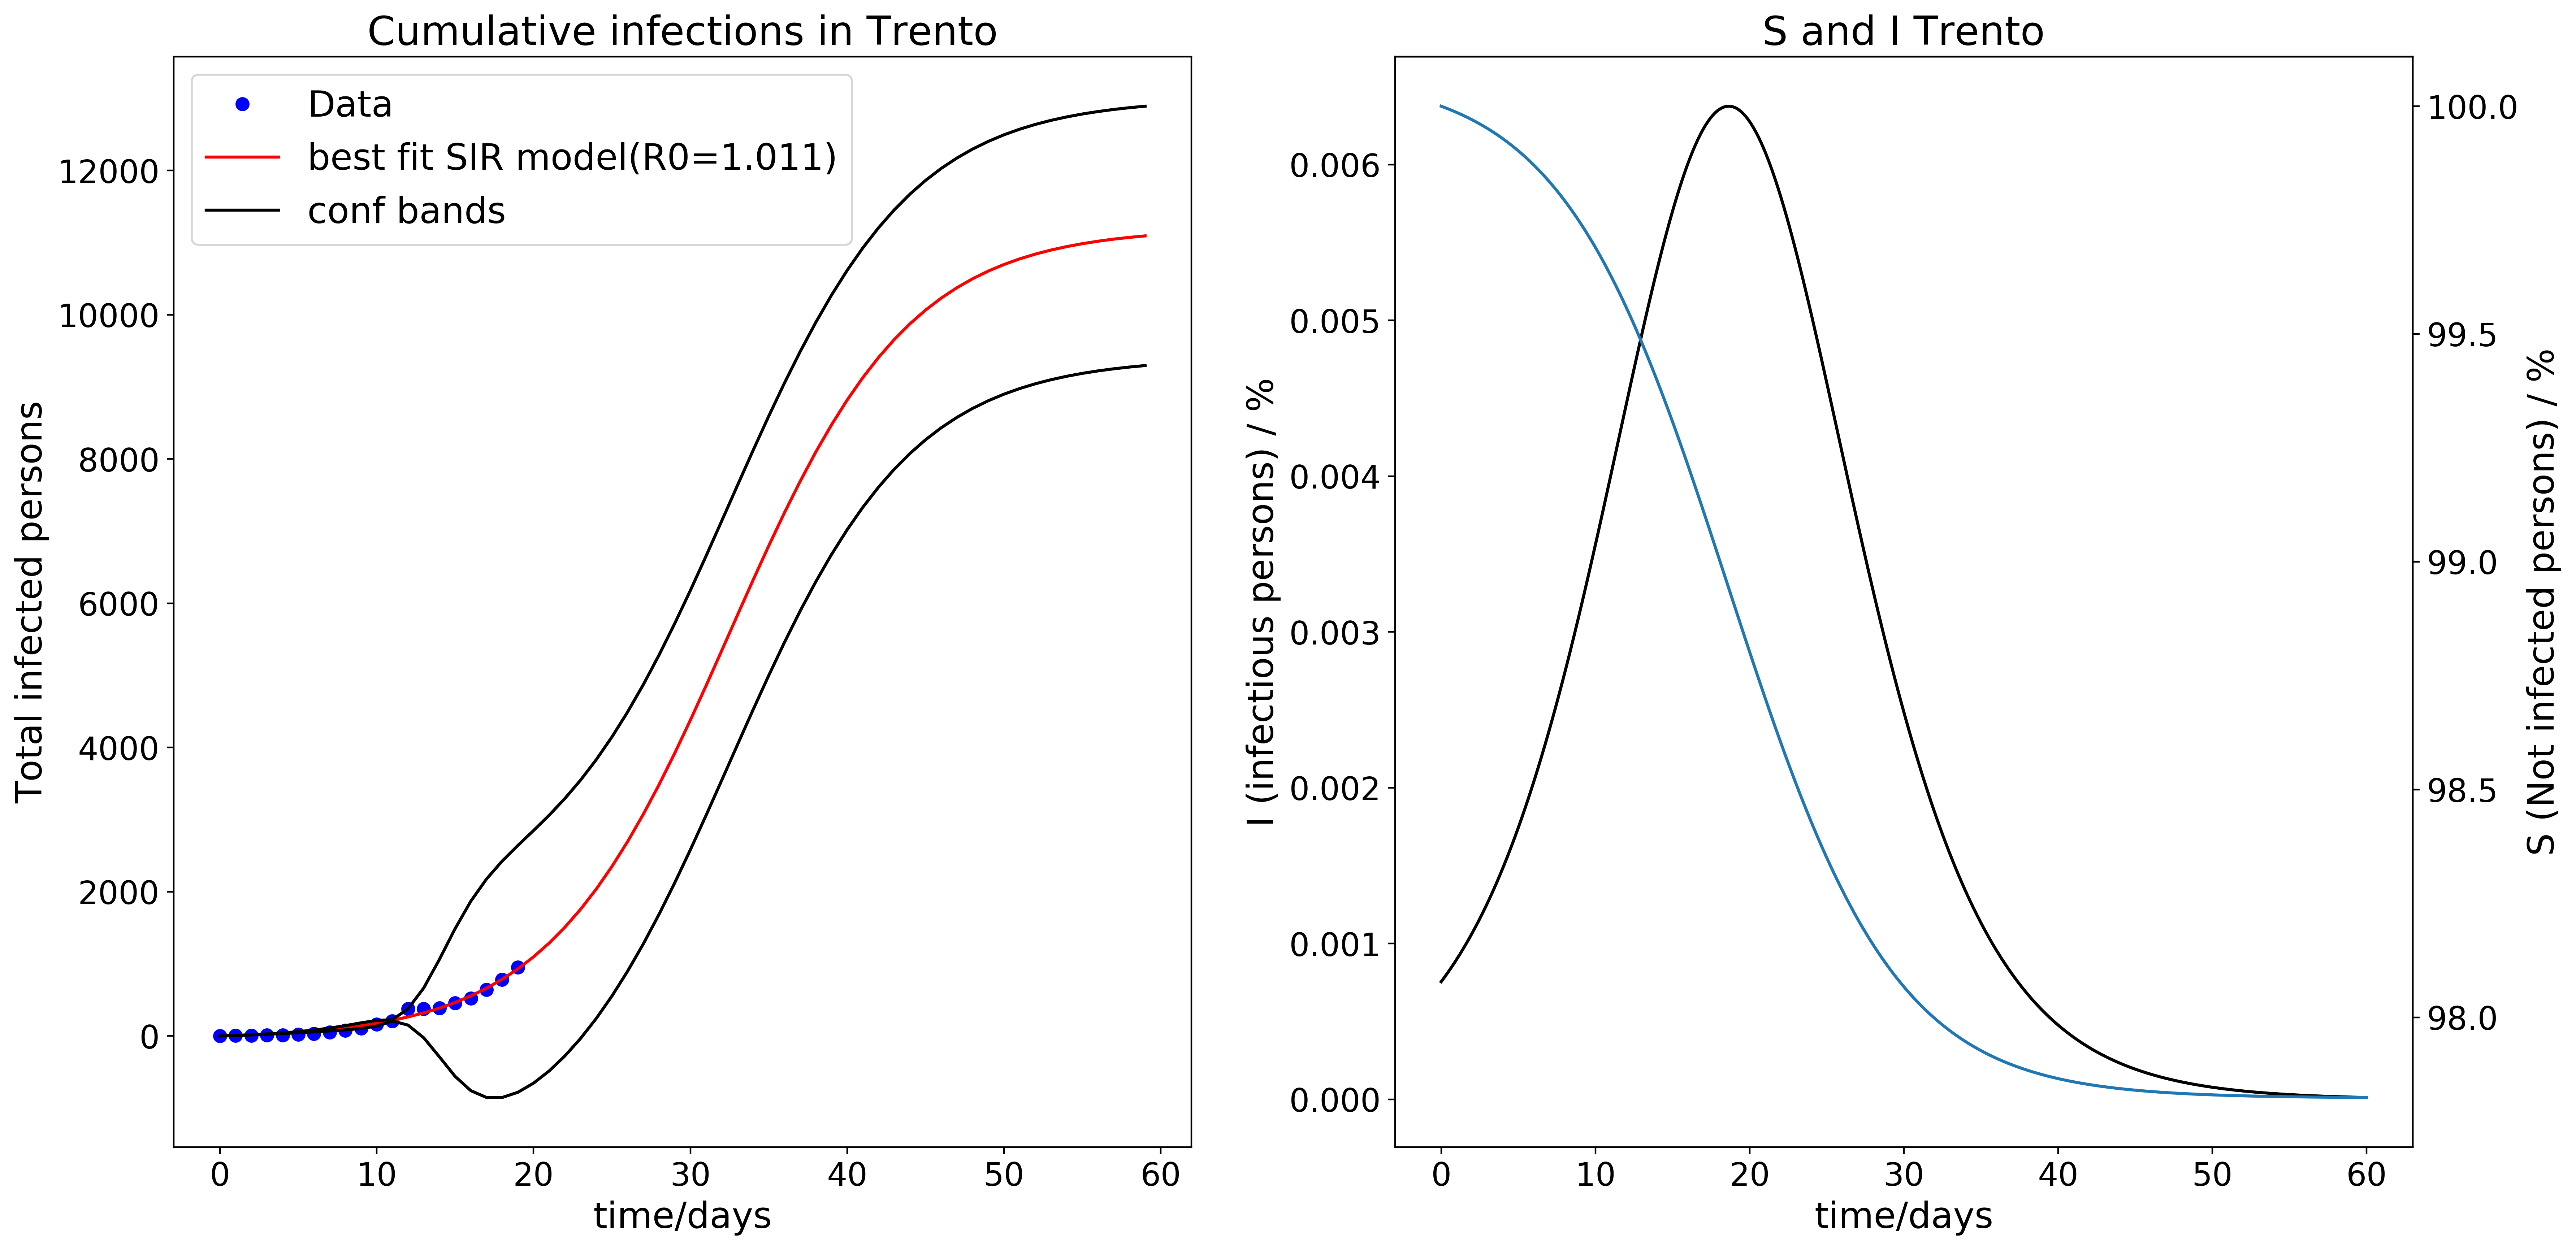 Cumulative infections in Trento
Data
best fit SIR model(R0=1.011)
conf bands
Total infected persons
12000
10000
8000
6000
4000
2000
0
0 10 20 30 40 50 60
time/days
S and I Trento
I (infectious persons) / %
0.006
0.005
0.004
0.003
0.002
0.001
0.000
100.0
99.5
99.0
98.5
98.0
S (Not infected persons) / %
0 10 20 30 40 50 60
time/days